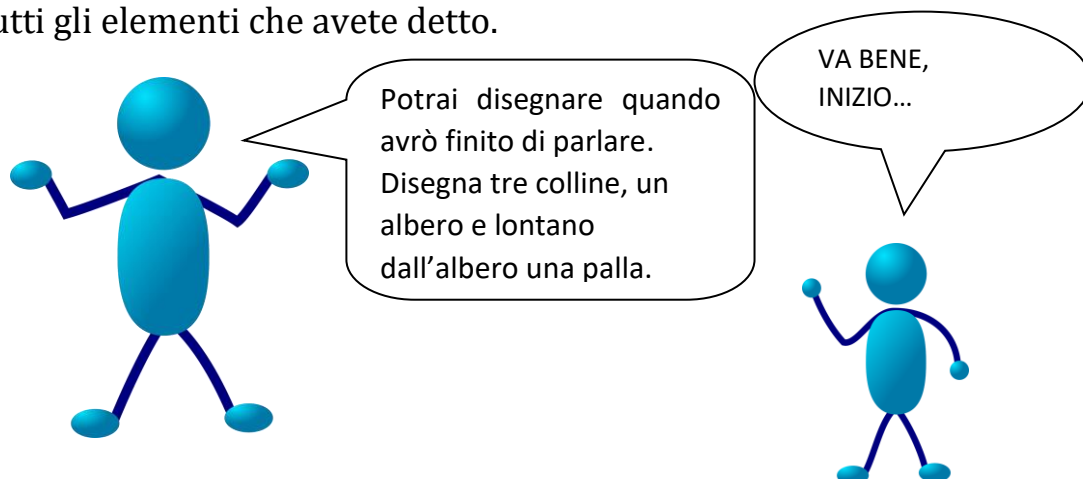 utti gli elementi che avete detto.
Potrai disegnare quando
avrò finito di parlare.
Disegna tre colline, un
albero e lontano
dall'albero una palla.
VA BENE,
INIZIO...